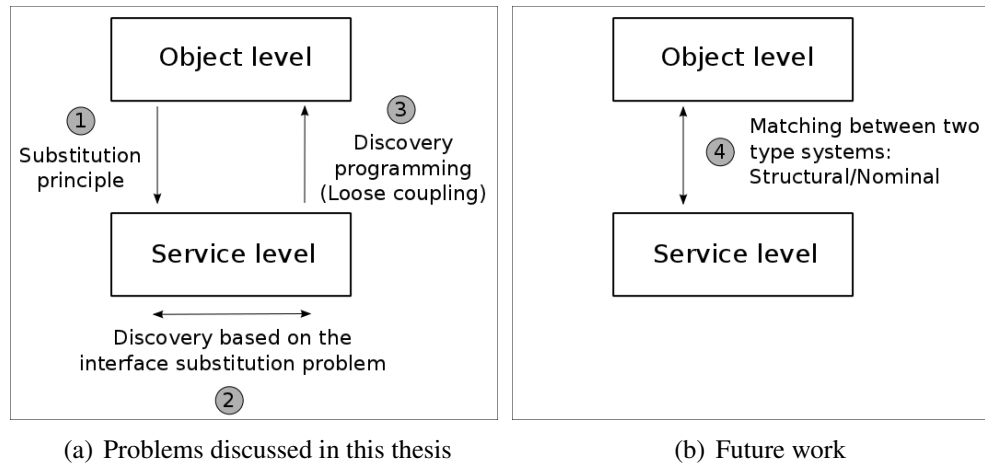 Object level
1
Substitution
principle
3
Discovery
programming
(Loose coupling)
Service level
Discovery based on the
interface substitution problem
2
(a) Problems discussed in this thesis
Object level
4
Matching between two
type systems:
Structural/Nominal
Service level
(b) Future work